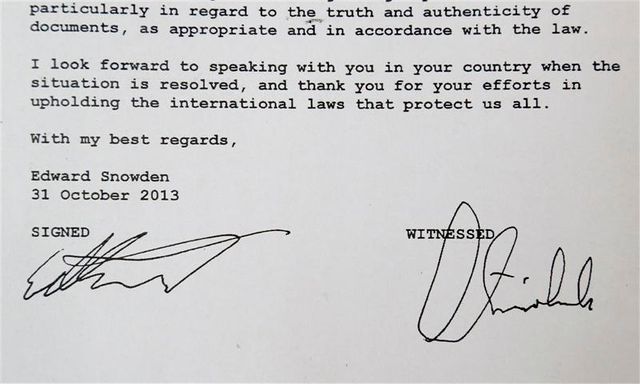 particularly in regard to the truth and authenticity of
documents, as appropriate and in accordance with the law.
I look forward to speaking with you in your country when the
situation is resolved, and thank you for your efforts in
upholding the international laws that protect us all.
With my best regards,
Edward Snowden
31 October 2013
SIGNED WITNESSED